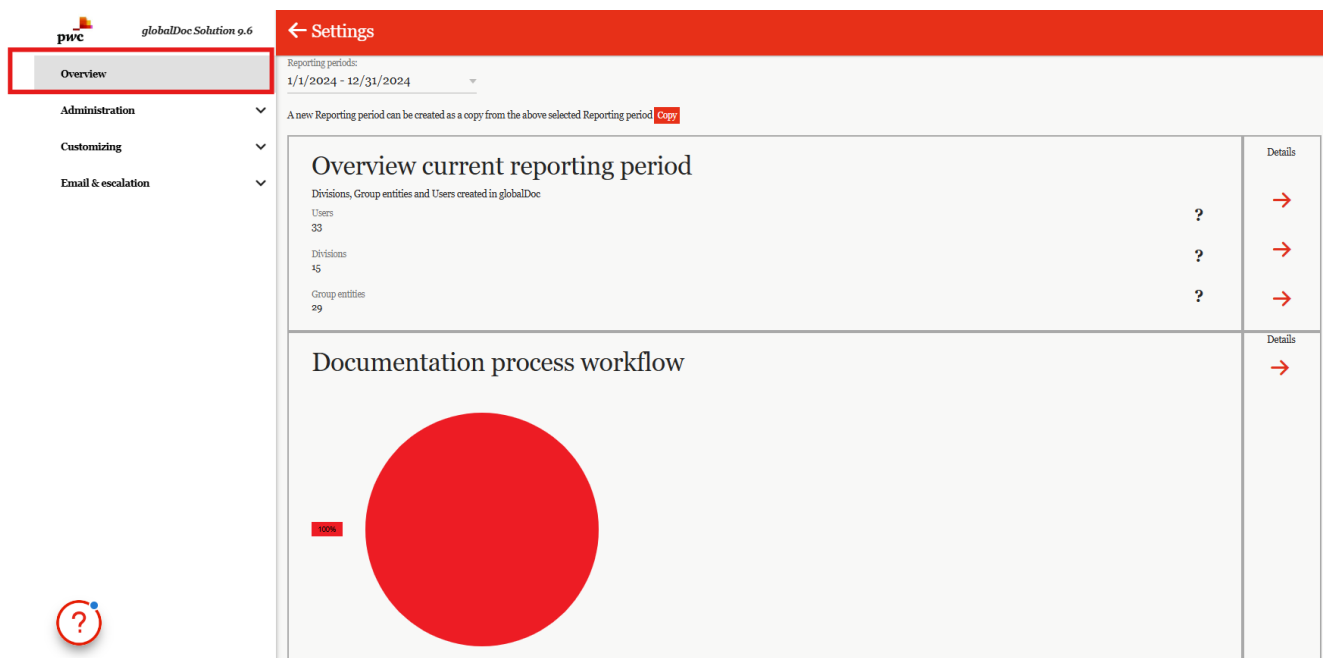 pwc
globalDoc Solution 9.6
Overview
Administration
Customizing
Email & escalation
← Settings
Reporting periods:
1/1/2024 - 12/31/2024
A new Reporting period can be created as a copy from the above selected Reporting period Copy
Overview current reporting period
Divisions, Group entities and Users created in globalDoc
Users
33
?
Divisions
15
?
Group entities
29
?
Details
Documentation process workflow
Details
100%
?